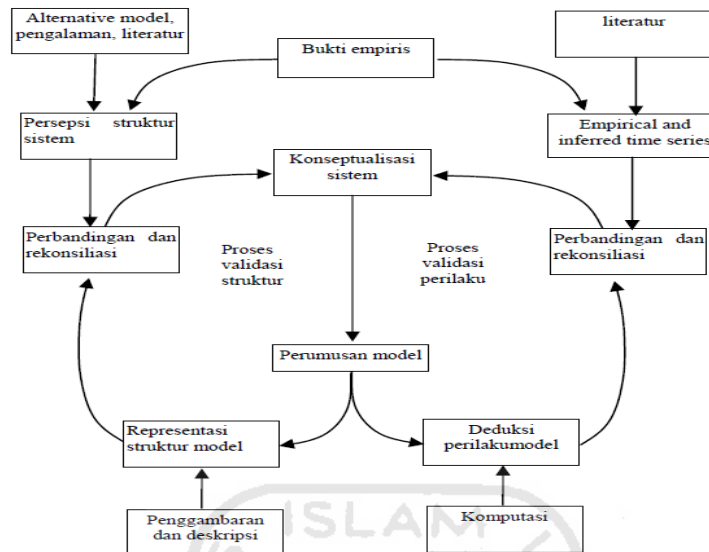 Alternative model,
pengalaman, literatur
literatur
Bukti empiris
Persepsi struktur
sistem
Empirical and
inferred time series
Konseptualisasi
sistem
Perbandingan dan
rekonsiliasi
Proses
validasi
struktur
Proses
validasi
perilaku
Perbandingan dan
rekonsiliasi
Perumusan model
Representasi
struktur model
Deduksi
perilakumodel
Penggambaran
dan deskripsi
Komputasi
ISLAM